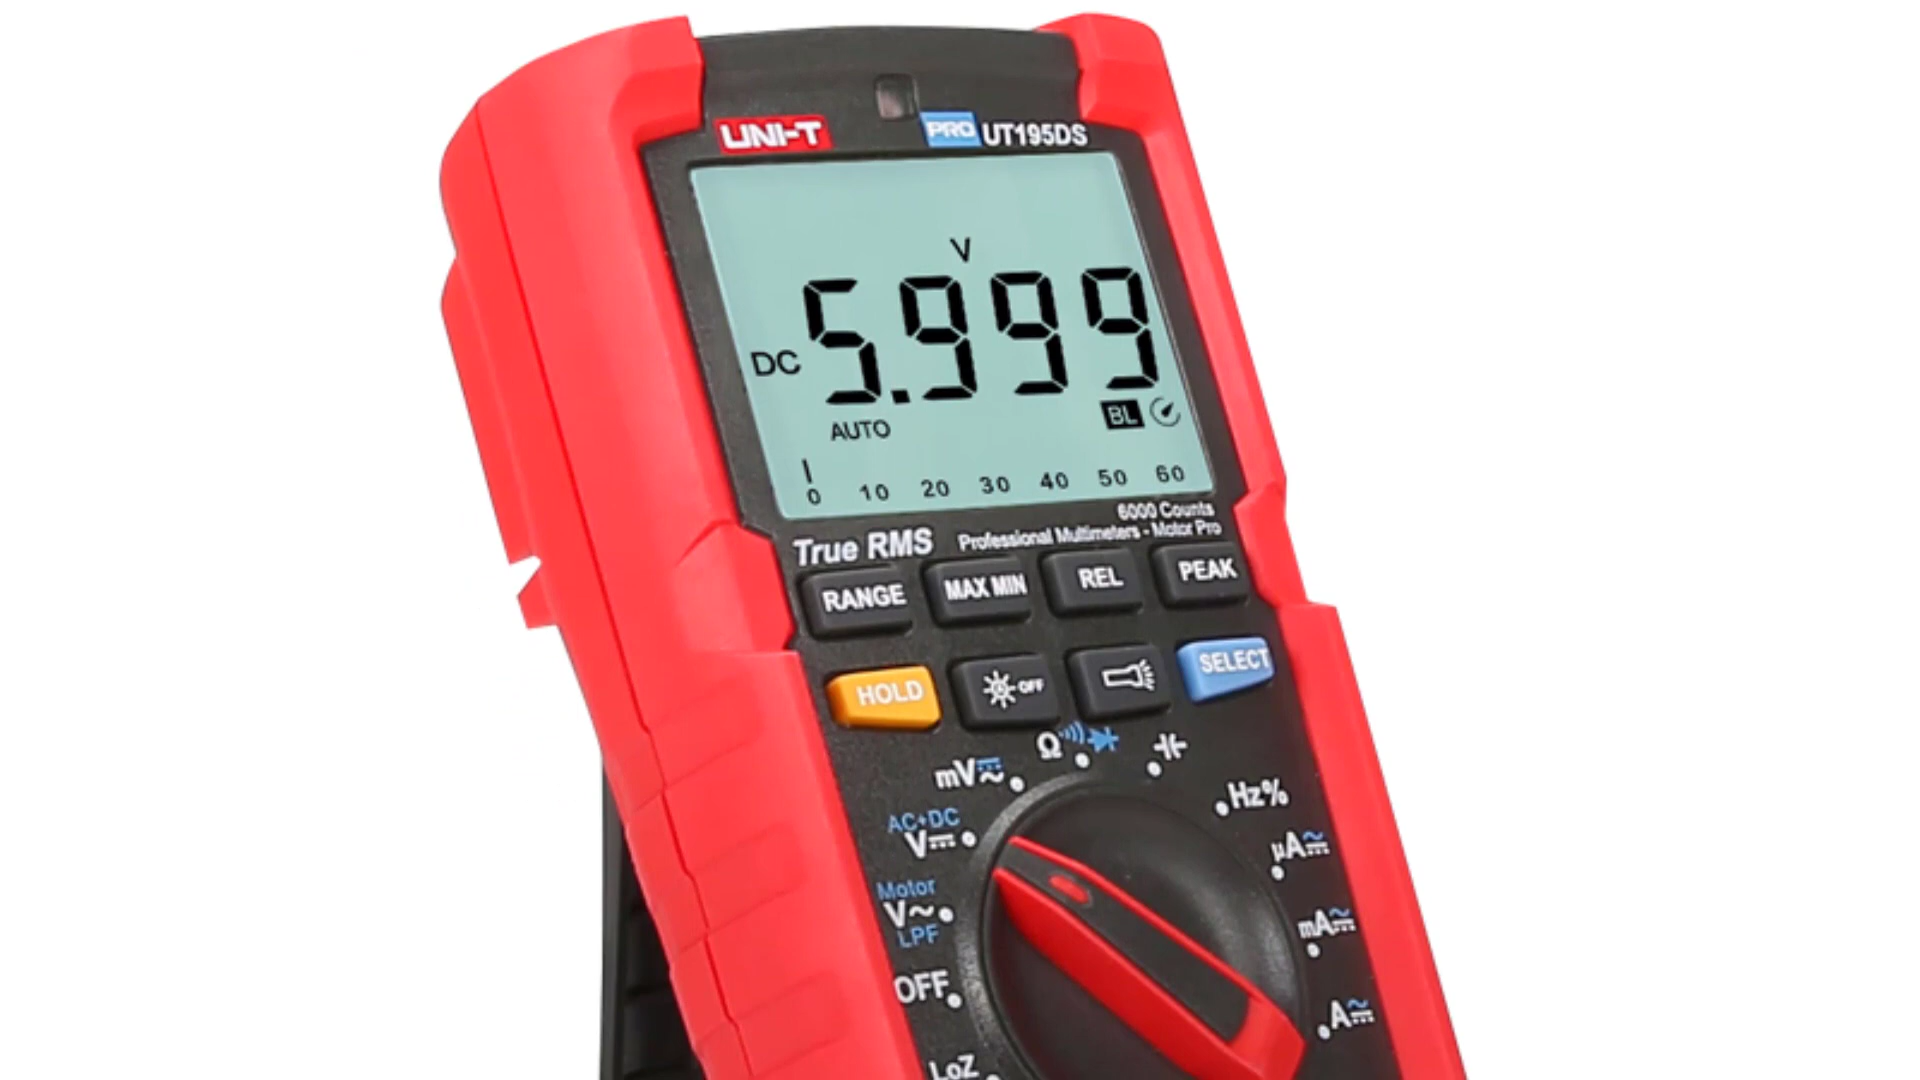 UNI-T PRO UT195DS
V
DC 5.999
AUTO BL
0 10 20 30 40 50 60
6000 Counts
True RMS Professional Multimeters - Motor Pro
RANGE MAX MIN REL PEAK
HOLD OFF SELECT
Ω
mV
Hz%
AC+DC
V
µA
Motor
V~
LPF
mA
OFF
A
LoZ